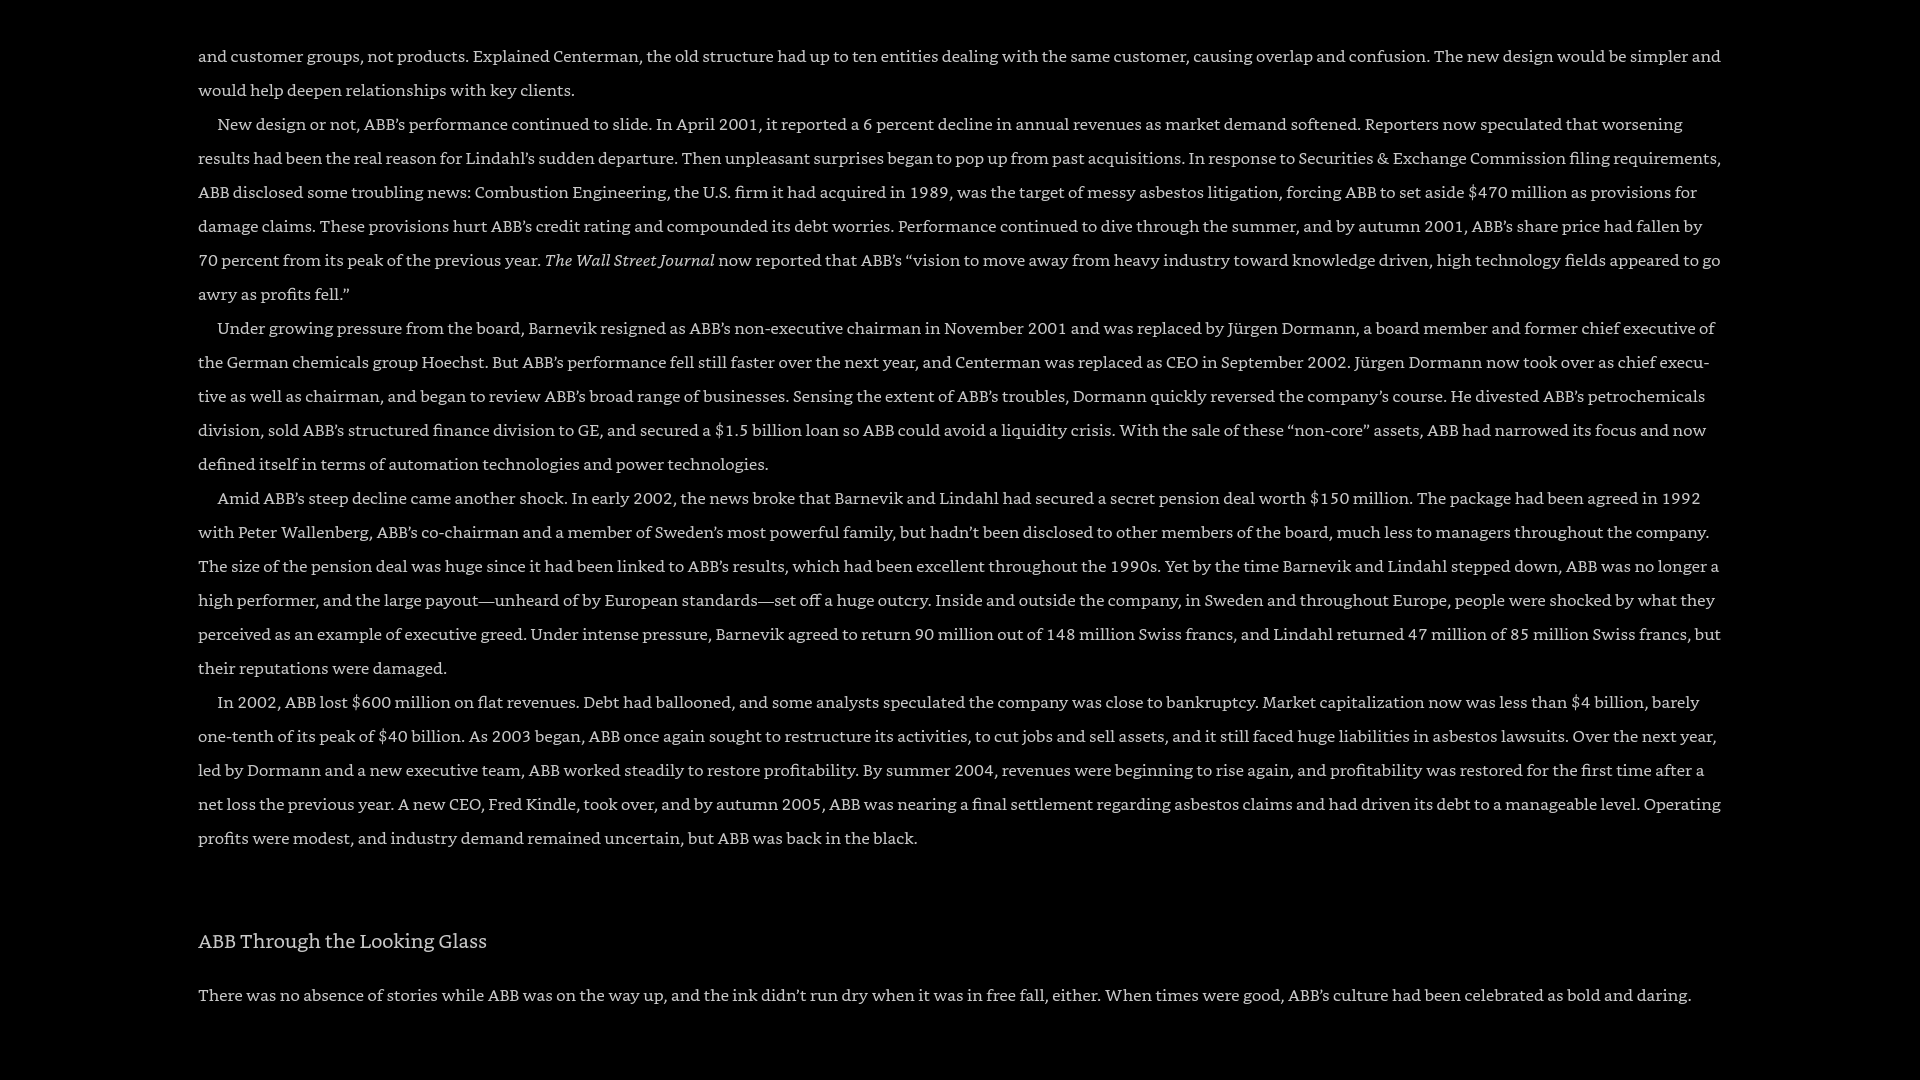 and customer groups, not products. Explained Centerman, the old structure had up to ten entities dealing with the same customer, causing overlap and confusion. The new design would be simpler and
would help deepen relationships with key clients.
New design or not, ABB’s performance continued to slide. In April 2001, it reported a 6 percent decline in annual revenues as market demand softened. Reporters now speculated that worsening
results had been the real reason for Lindahl’s sudden departure. Then unpleasant surprises began to pop up from past acquisitions. In response to Securities & Exchange Commission filing requirements,
ABB disclosed some troubling news: Combustion Engineering, the U.S. firm it had acquired in 1989, was the target of messy asbestos litigation, forcing ABB to set aside $470 million as provisions for
damage claims. These provisions hurt ABB’s credit rating and compounded its debt worries. Performance continued to dive through the summer, and by autumn 2001, ABB’s share price had fallen by
70 percent from its peak of the previous year. The Wall Street Journal now reported that ABB’s “vision to move away from heavy industry toward knowledge driven, high technology fields appeared to go
awry as profits fell.”
Under growing pressure from the board, Barnevik resigned as ABB’s non-executive chairman in November 2001 and was replaced by Jürgen Dormann, a board member and former chief executive of
the German chemicals group Hoechst. But ABB’s performance fell still faster over the next year, and Centerman was replaced as CEO in September 2002. Jürgen Dormann now took over as chief execu-
tive as well as chairman, and began to review ABB’s broad range of businesses. Sensing the extent of ABB’s troubles, Dormann quickly reversed the company’s course. He divested ABB’s petrochemicals
division, sold ABB’s structured finance division to GE, and secured a $1.5 billion loan so ABB could avoid a liquidity crisis. With the sale of these “non-core” assets, ABB had narrowed its focus and now
defined itself in terms of automation technologies and power technologies.
Amid ABB’s steep decline came another shock. In early 2002, the news broke that Barnevik and Lindahl had secured a secret pension deal worth $150 million. The package had been agreed in 1992
with Peter Wallenberg, ABB’s co-chairman and a member of Sweden’s most powerful family, but hadn’t been disclosed to other members of the board, much less to managers throughout the company.
The size of the pension deal was huge since it had been linked to ABB’s results, which had been excellent throughout the 1990s. Yet by the time Barnevik and Lindahl stepped down, ABB was no longer a
high performer, and the large payout—unheard of by European standards—set off a huge outcry. Inside and outside the company, in Sweden and throughout Europe, people were shocked by what they
perceived as an example of executive greed. Under intense pressure, Barnevik agreed to return 90 million out of 148 million Swiss francs, and Lindahl returned 47 million of 85 million Swiss francs, but
their reputations were damaged.
In 2002, ABB lost $600 million on flat revenues. Debt had ballooned, and some analysts speculated the company was close to bankruptcy. Market capitalization now was less than $4 billion, barely
one-tenth of its peak of $40 billion. As 2003 began, ABB once again sought to restructure its activities, to cut jobs and sell assets, and it still faced huge liabilities in asbestos lawsuits. Over the next year,
led by Dormann and a new executive team, ABB worked steadily to restore profitability. By summer 2004, revenues were beginning to rise again, and profitability was restored for the first time after a
net loss the previous year. A new CEO, Fred Kindle, took over, and by autumn 2005, ABB was nearing a final settlement regarding asbestos claims and had driven its debt to a manageable level. Operating
profits were modest, and industry demand remained uncertain, but ABB was back in the black.
ABB Through the Looking Glass
There was no absence of stories while ABB was on the way up, and the ink didn’t run dry when it was in free fall, either. When times were good, ABB’s culture had been celebrated as bold and daring.